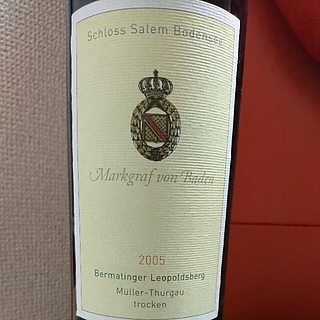 Schloss Salem Bodensee
Markgraf von Baden
2005
Bermatinger Leopoldsberg
Müller-Thurgau
trocken